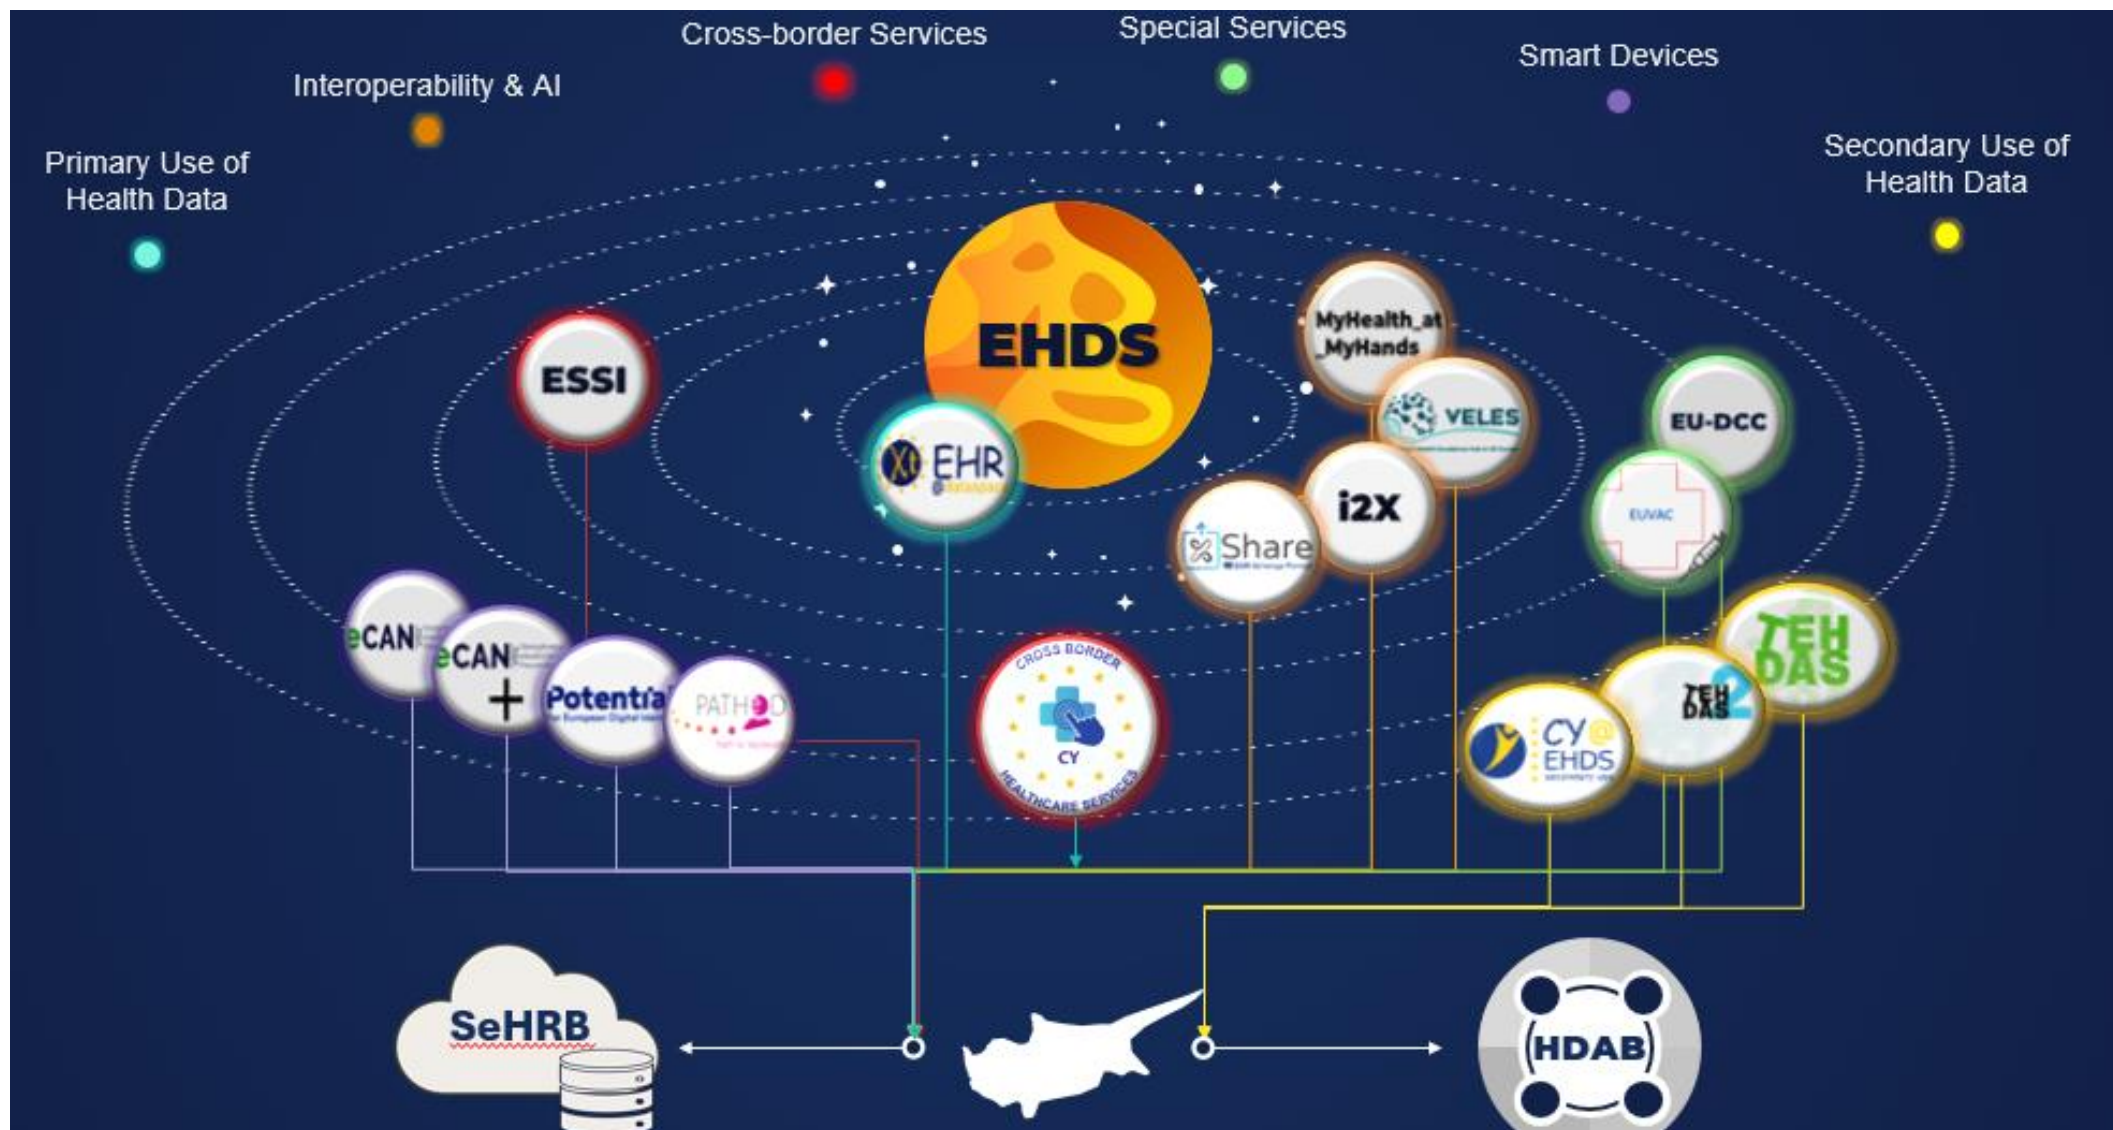 Cross-border Services
Special Services
Smart Devices
Interoperability & AI
Primary Use of
Health Data
Secondary Use of
Health Data
EHDS
ESSI
MyHealth_at
_MyHands
VELES
EU-DCC
Xt EHR
i2X
EUVAC
Share
eCAN
eCAN
+
Potentia
PATHeD
TEH
DAS
TEH
DAS 2
CROSS BORDER
CY
HEALTHCARE SERVICES
CY@
EHDS
SeHRB
HDAB